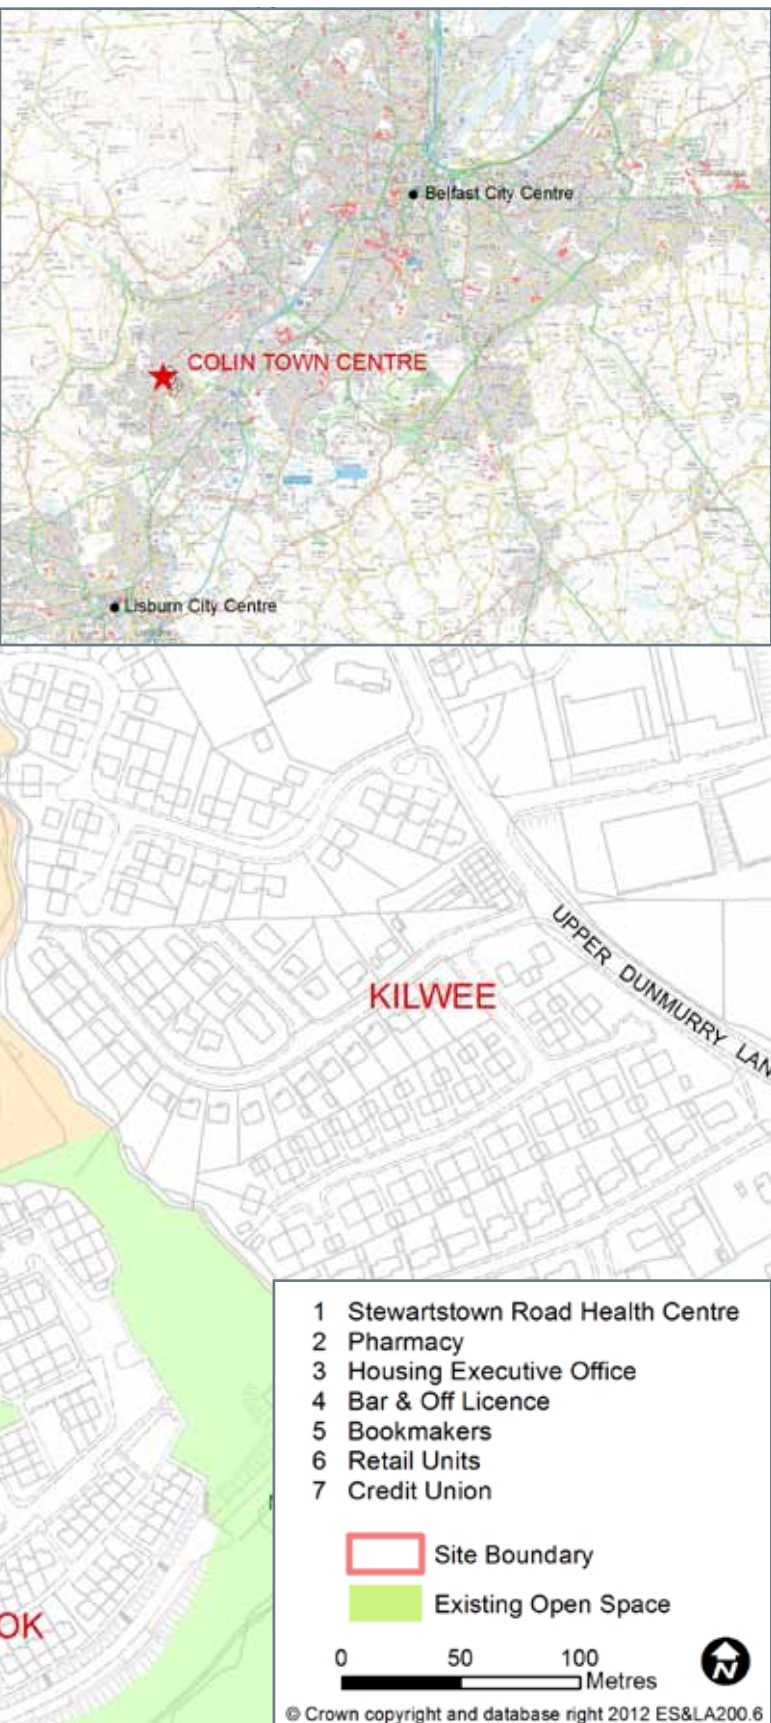 Belfast City Centre
COLIN TOWN CENTRE
Lisburn City Centre
KILWEE
UPPER DUNMURRY LAN
OK
1 Stewartstown Road Health Centre
2 Pharmacy
3 Housing Executive Office
4 Bar & Off Licence
5 Bookmakers
6 Retail Units
7 Credit Union
Site Boundary
Existing Open Space
0 50 100
Metres
N
© Crown copyright and database right 2012 ES&LA200.6